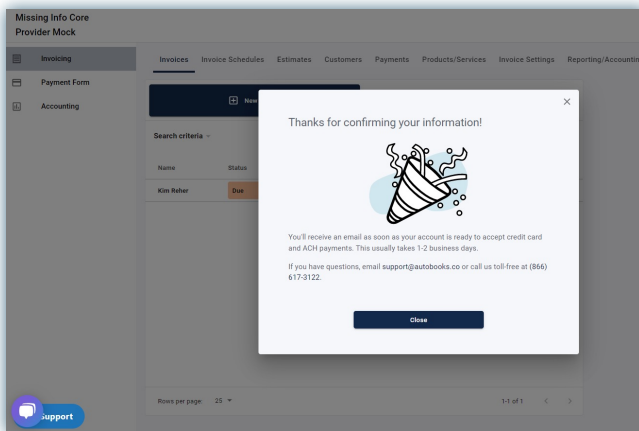 Missing Info Core
Provider Mock
Invoicing
Payment Form
Accounting
Invoices Invoice Schedules Estimates Customers Payments Products/Services Invoice Settings
New
Search criteria
Name Status
Kim Reher Due
Thanks for confirming your information!
You'll receive an email as soon as your account is ready to accept credit card
and ACH payments. This usually takes 1-2 business days.
If you have questions, email support@autobooks.co or call us toll-free at (866)
617-3122.
Close
Rows per page: 25 1-1 of 1
Support